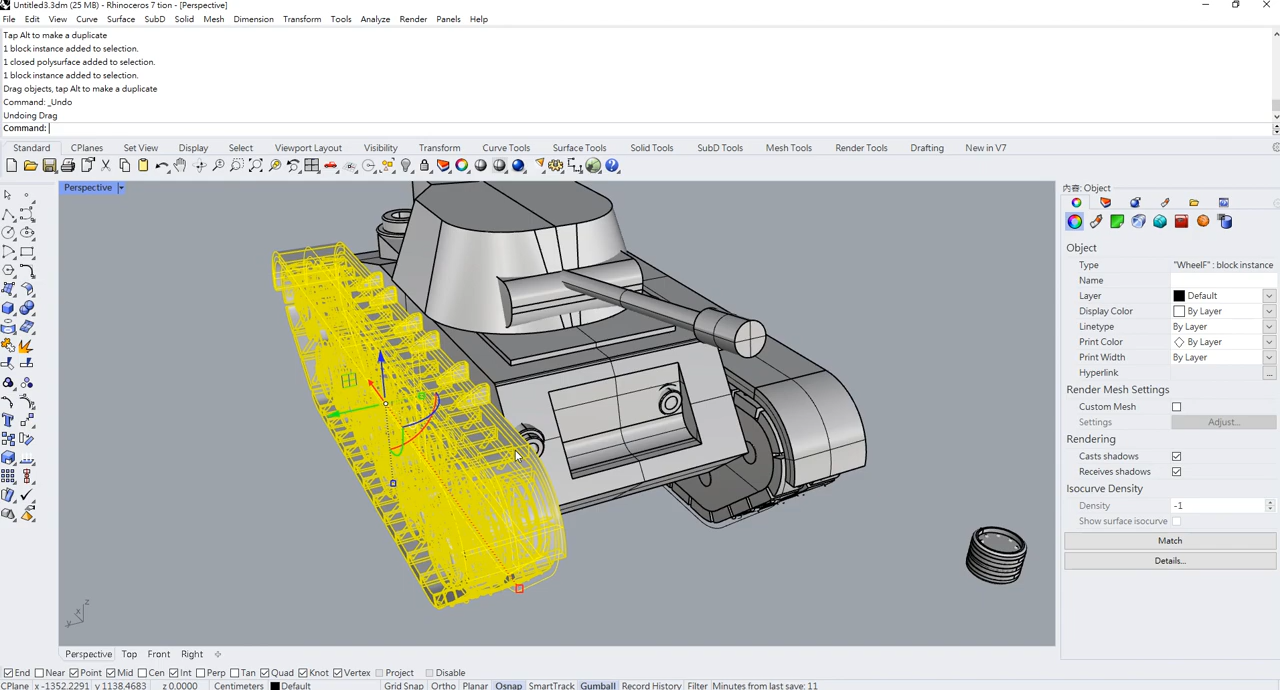 Untitled3.3dm (25 MB) - Rhinoceros 7 tion - [Perspective]
File Edit View Curve Surface SubD Solid Mesh Dimension Transform Tools Analyze Render Panels Help
Tap Alt to make a duplicate
1 block instance added to selection.
1 closed polysurface added to selection.
1 block instance added to selection.
Drag objects, tap Alt to make a duplicate
Command: _Undo
Undoing Drag
Command:
Standard CPlanes Set View Display Select Viewport Layout Visibility Transform Curve Tools Surface Tools Solid Tools SubD Tools Mesh Tools Render Tools Drafting New in V7
Perspective
內容: Object
Object
Type "WheelF" : block instance
Name
Layer Default
Display Color By Layer
Linetype By Layer
Print Color By Layer
Print Width By Layer
Hyperlink ...
Render Mesh Settings
Custom Mesh
Settings Adjust...
Rendering
Casts shadows
Receives shadows
Isocurve Density
Density -1
Show surface isocurve
Match
Details...
z
x
y
Perspective Top Front Right
End Near Point Mid Cen Int Perp Tan Quad Knot Vertex Project Disable
CPlane x -1352.2291 y 1138.4683 z 0.0000 Centimeters Default Grid Snap Ortho Planar Osnap SmartTrack Gumball Record History Filter Minutes from last save: 11